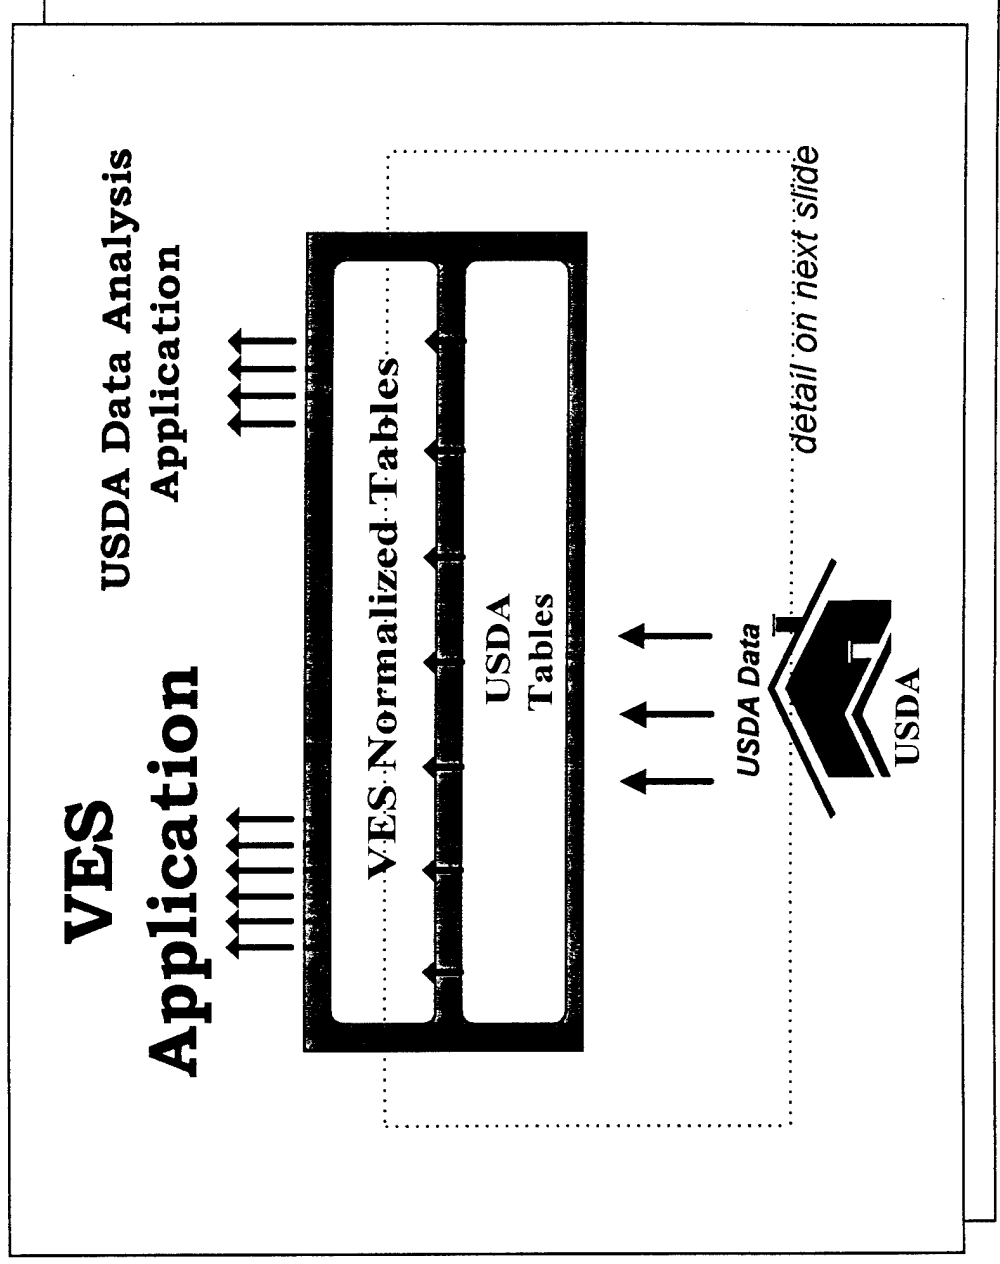 VES
Application
USDA Data Analysis
Application
VES Normalized Tables
USDA
Tables
USDA Data
detail on next slide
USDA